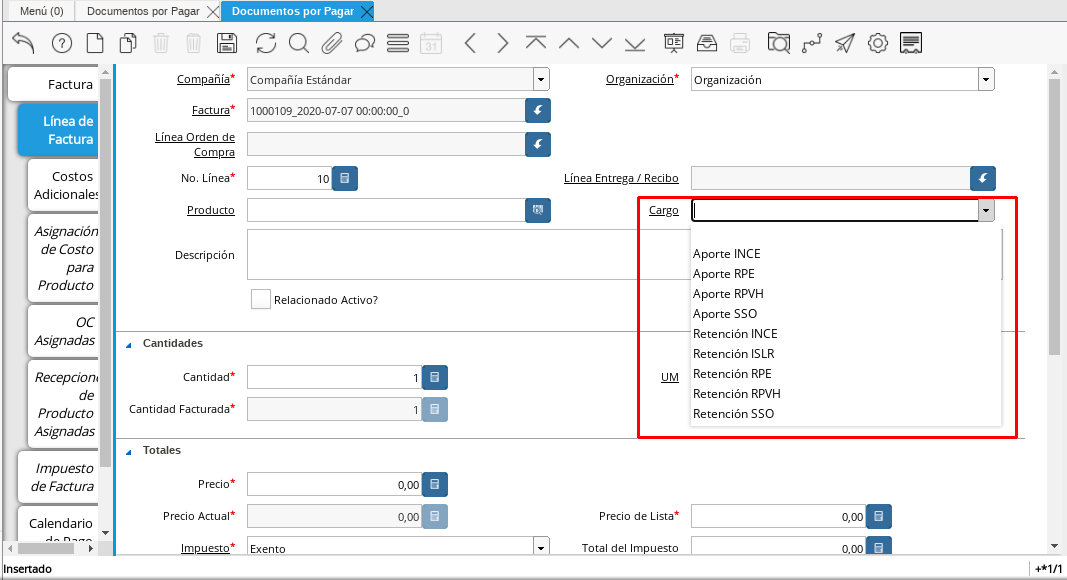 Menú (0)
Documentos por Pagar
Documentos por Pagar
31
Factura
Línea de
Factura
Costos
Adicionales
Asignación
de Costo
para
Producto
OC
Asignadas
Recepcion
de
Producto
Asignadas
Impuesto
de Factura
Calendario
de Pago
Compañía*
Compañía Estándar
Organización*
Organización
Factura*
1000109_2020-07-07 00:00:00_0
Línea Orden de
Compra
No. Línea*
10
Línea Entrega / Recibo
Producto
Cargo
Descripción
Aporte INCE
Aporte RPE
Aporte RPVH
Aporte SSO
Retención INCE
Retención ISLR
Retención RPE
Retención RPVH
Retención SSO
Relacionado Activo?
Cantidades
Cantidad*
1
UM
Cantidad Facturada*
1
Totales
Precio*
0,00
Precio Actual*
0,00
Precio de Lista*
0,00
Impuesto*
Exento
Total del Impuesto
0,00
Insertado
+*1/1